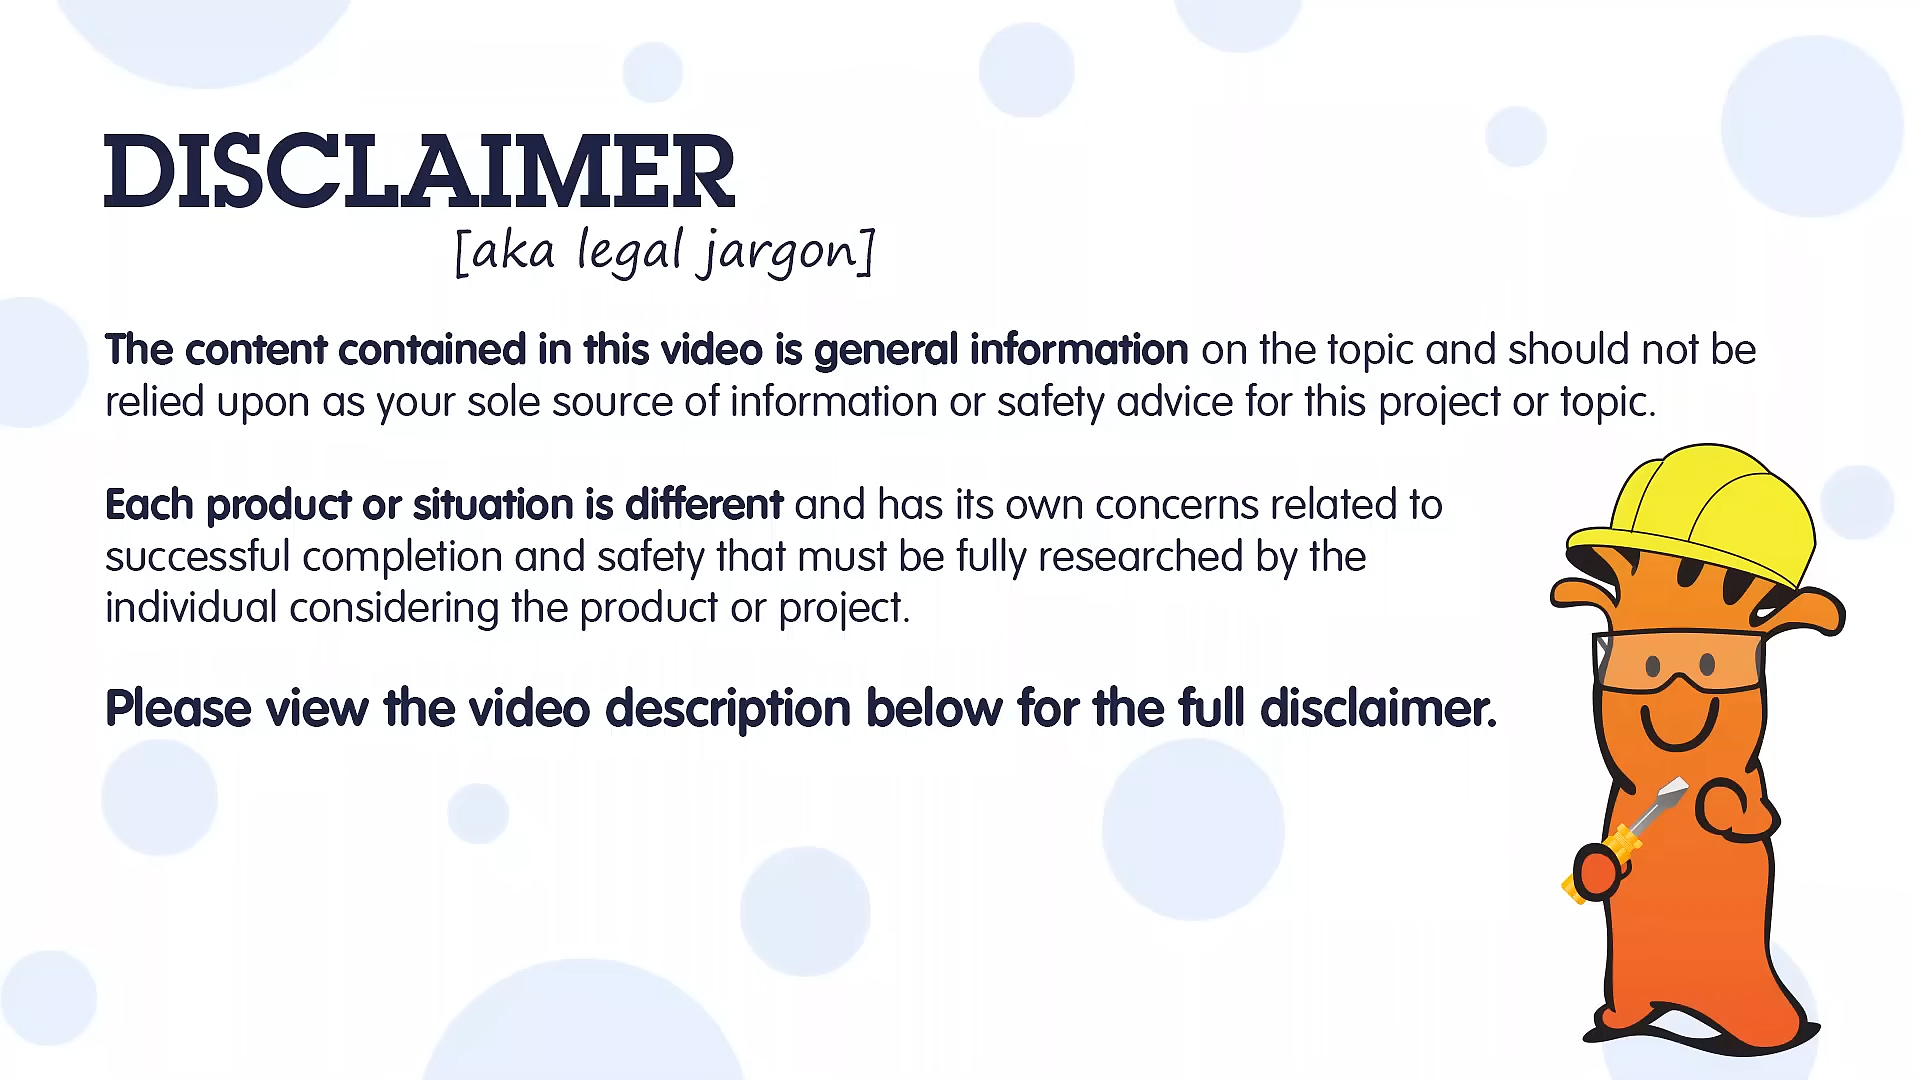 DISCLAIMER
[aka legal jargon]
The content contained in this video is general information on the topic and should not be
relied upon as your sole source of information or safety advice for this project or topic.
Each product or situation is different and has its own concerns related to
successful completion and safety that must be fully researched by the
individual considering the product or project.
Please view the video description below for the full disclaimer.